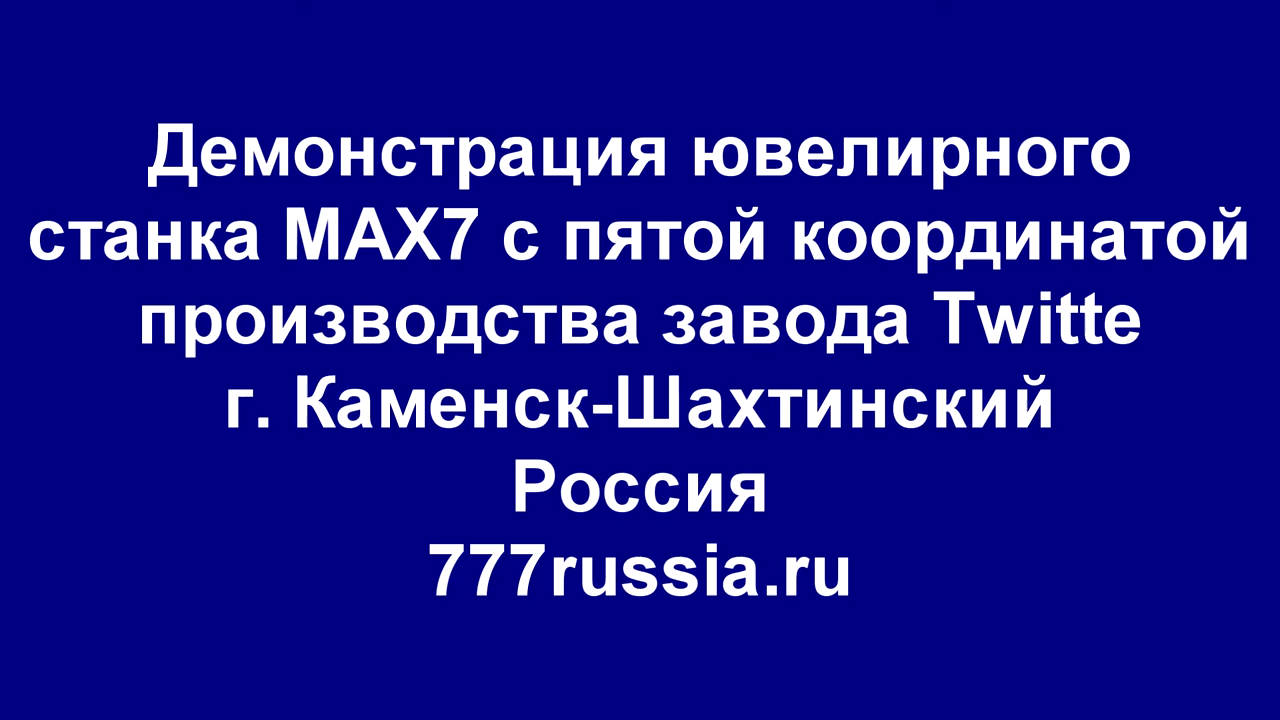 Демонстрация ювелирного
станка MAX7 с пятой координатой
производства завода Twitte
г. Каменск-Шахтинский
Россия
777russia.ru